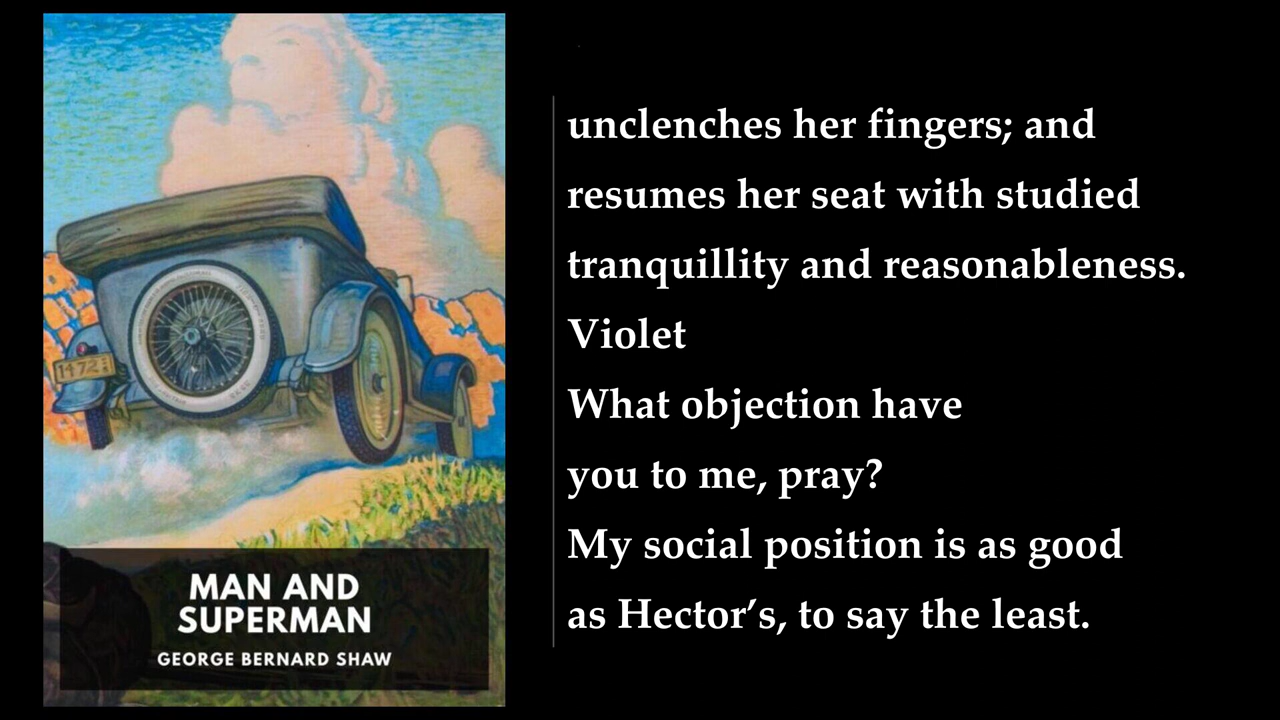 1472
MAN AND
SUPERMAN
GEORGE BERNARD SHAW
unclenches her fingers; and
resumes her seat with studied
tranquillity and reasonableness.
Violet
What objection have
you to me, pray?
My social position is as good
as Hector’s, to say the least.